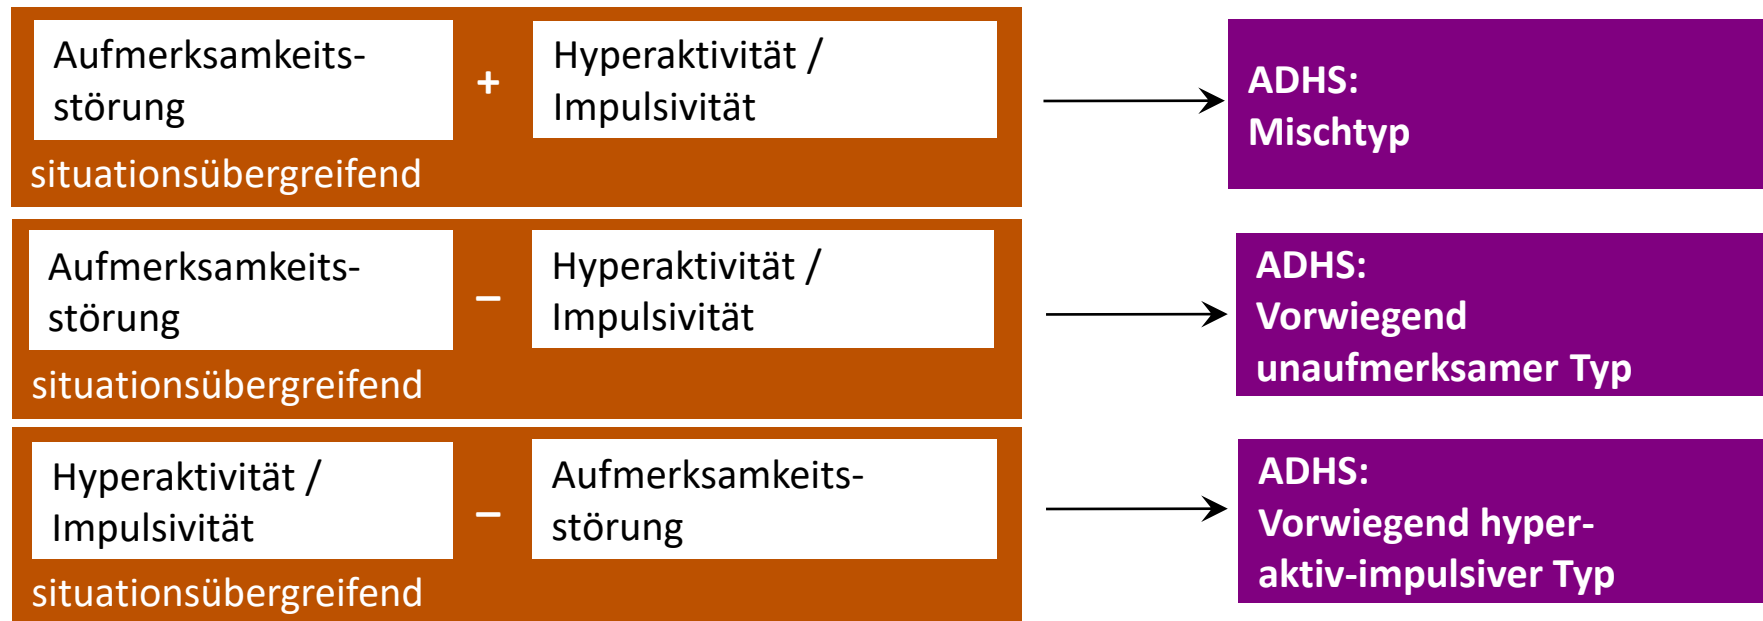 Aufmerksamkeits-
störung
+
Hyperaktivität /
Impulsivität
situationsübergreifend
ADHS:
Mischtyp
Aufmerksamkeits-
störung
–
Hyperaktivität /
Impulsivität
situationsübergreifend
ADHS:
Vorwiegend
unaufmerksamer Typ
Hyperaktivität /
Impulsivität
–
Aufmerksamkeits-
störung
situationsübergreifend
ADHS:
Vorwiegend hyper-
aktiv-impulsiver Typ